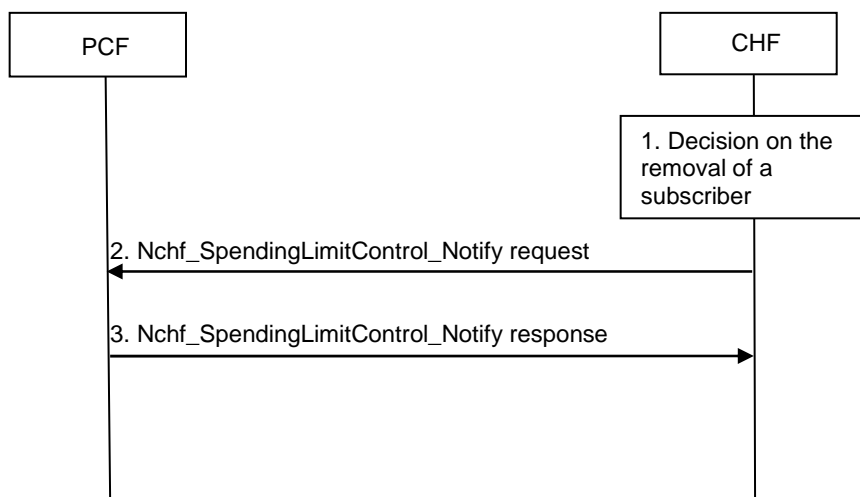 PCF
CHF
1. Decision on the
removal of a
subscriber
2. Nchf_SpendingLimitControl_Notify request
3. Nchf_SpendingLimitControl_Notify response